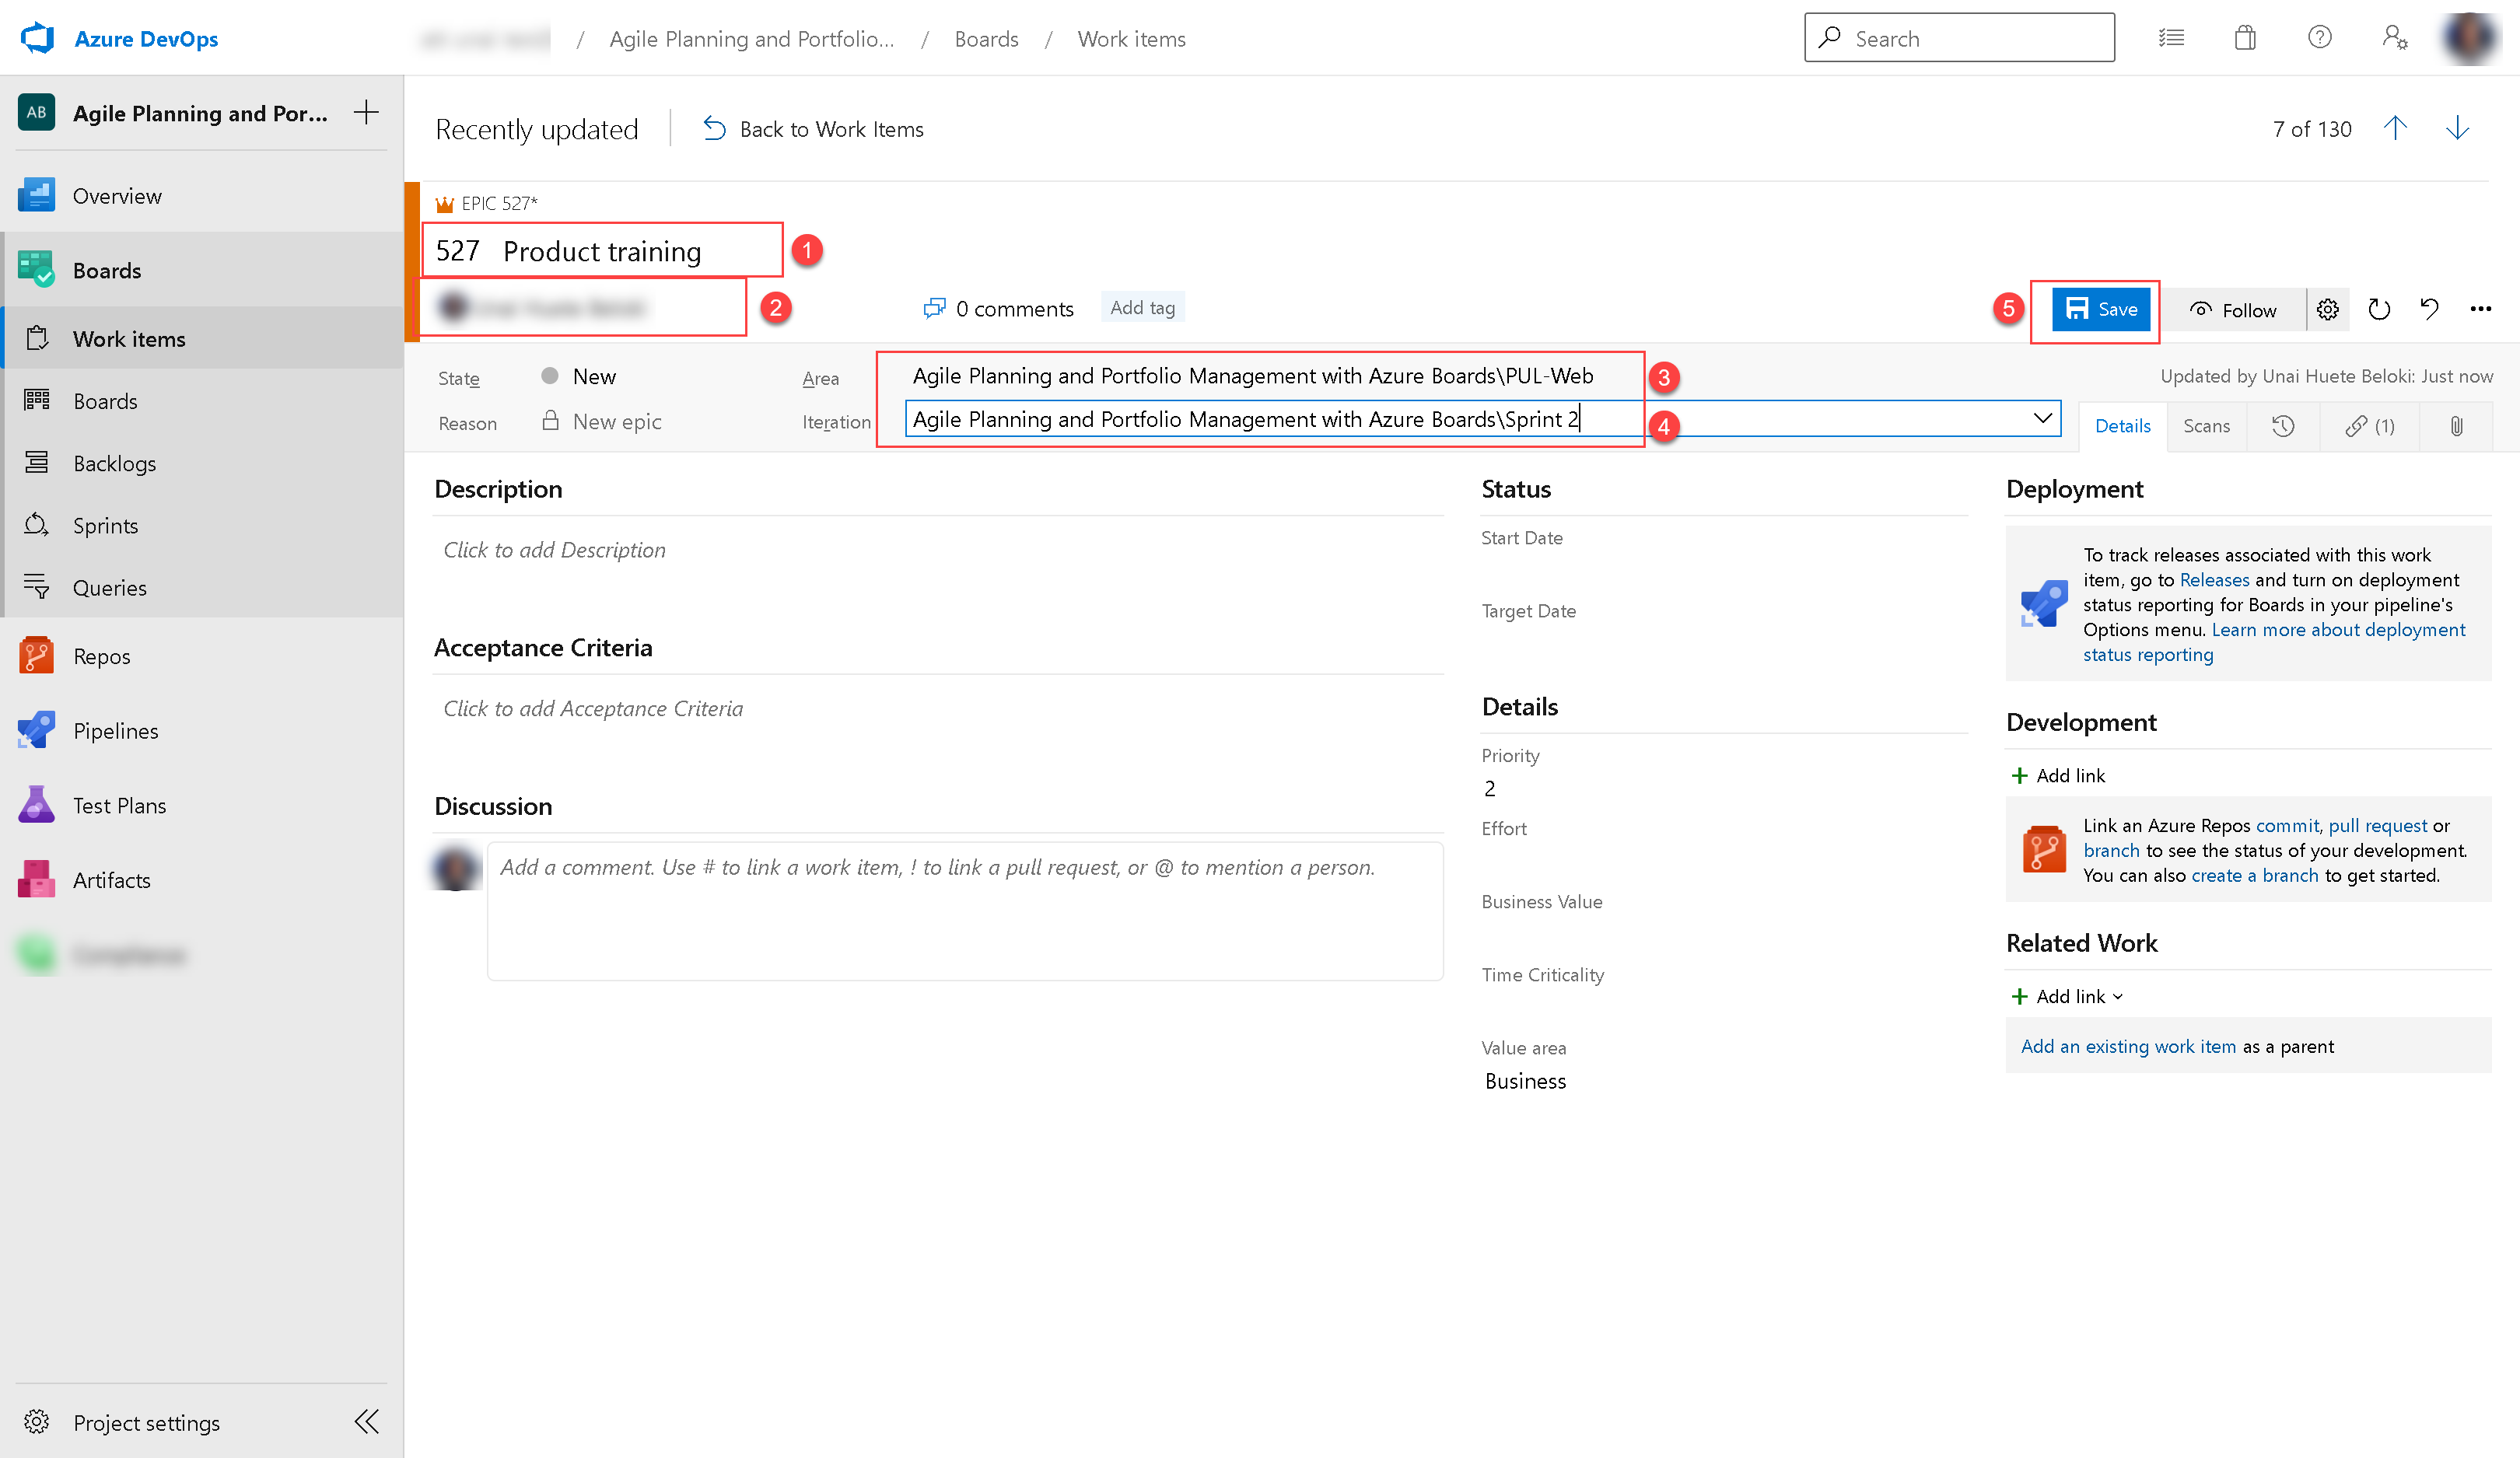 Azure DevOps
/ Agile Planning and Portfolio... / Boards / Work items
Search
AB Agile Planning and Por... +
Overview
Boards
Work items
Boards
Backlogs
Sprints
Queries
Repos
Pipelines
Test Plans
Artifacts
Project settings
Recently updated
Back to Work Items
7 of 130
EPIC 527*
527 Product training
1
2
0 comments
Add tag
5
Save
Follow
State
New
Area
Agile Planning and Portfolio Management with Azure Boards\PUL-Web
3
Updated by Unai Huete Beloki: Just now
Reason
New epic
Iteration
Agile Planning and Portfolio Management with Azure Boards\Sprint 2
4
Details
Scans
(1)
Description
Click to add Description
Acceptance Criteria
Click to add Acceptance Criteria
Discussion
Add a comment. Use # to link a work item, ! to link a pull request, or @ to mention a person.
Status
Start Date
Target Date
Details
Priority
2
Effort
Business Value
Time Criticality
Value area
Business
Deployment
To track releases associated with this work
item, go to Releases and turn on deployment
status reporting for Boards in your pipeline's
Options menu. Learn more about deployment
status reporting
Development
+ Add link
Link an Azure Repos commit, pull request or
branch to see the status of your development.
You can also create a branch to get started.
Related Work
+ Add link
Add an existing work item as a parent